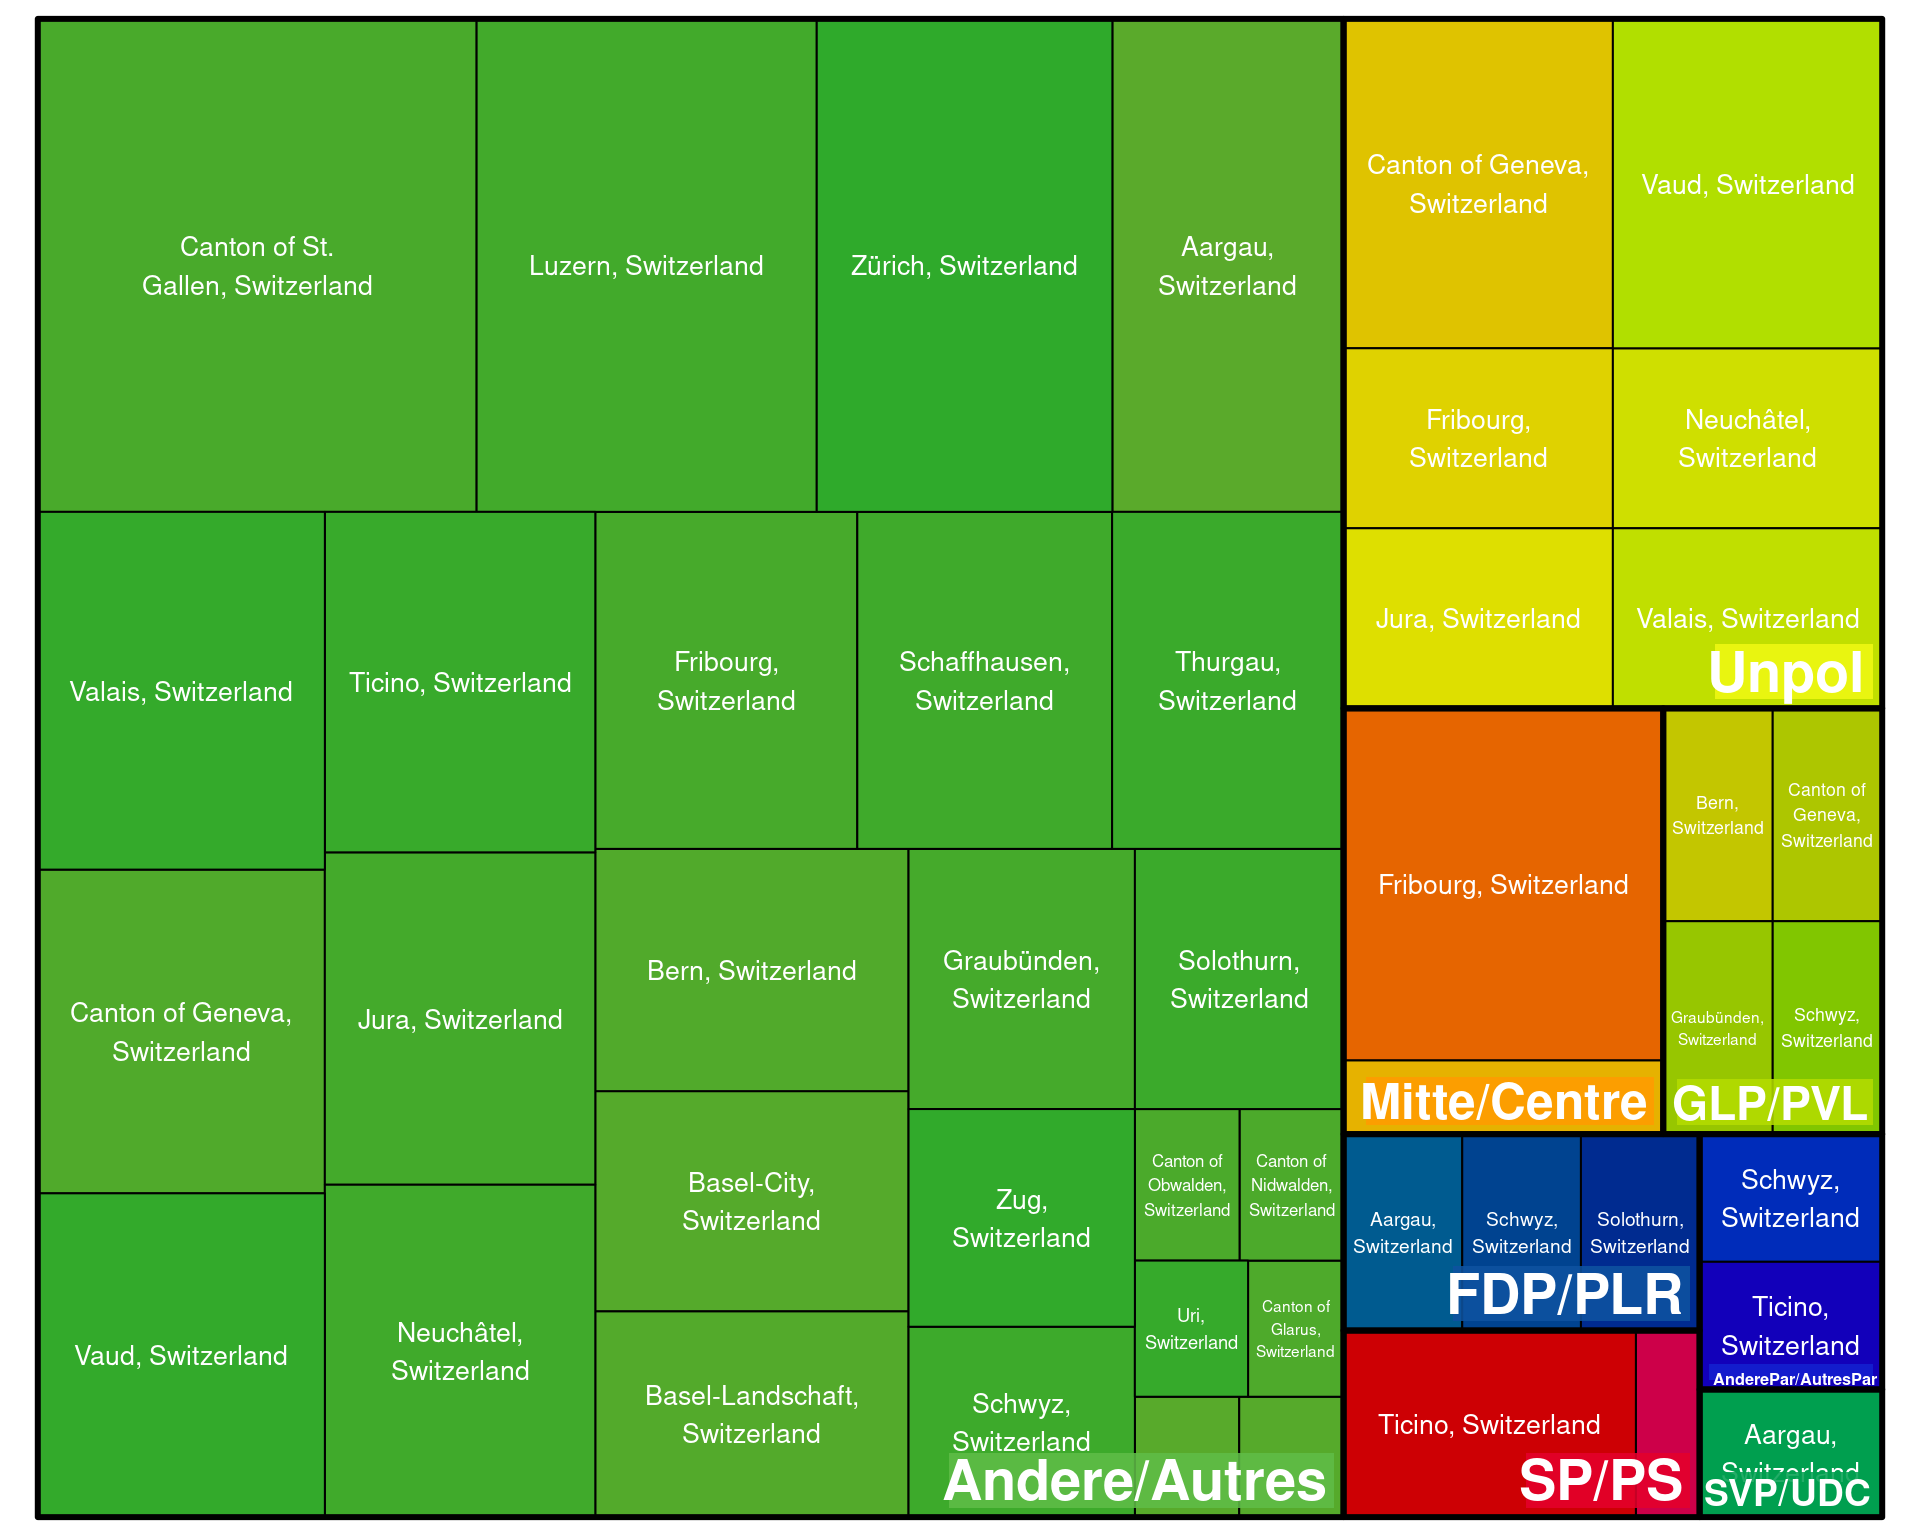 Canton of St.
Gallen, Switzerland
Luzern, Switzerland
Zürich, Switzerland
Aargau,
Switzerland
Valais, Switzerland
Ticino, Switzerland
Fribourg,
Switzerland
Schaffhausen,
Switzerland
Thurgau,
Switzerland
Canton of Geneva,
Switzerland
Jura, Switzerland
Bern, Switzerland
Graubünden,
Switzerland
Solothurn,
Switzerland
Vaud, Switzerland
Neuchâtel,
Switzerland
Basel-City,
Switzerland
Basel-Landschaft,
Switzerland
Zug,
Switzerland
Schwyz,
Switzerland
Canton of
Obwalden,
Switzerland
Canton of
Nidwalden,
Switzerland
Uri,
Switzerland
Canton of
Glarus,
Switzerland
Andere/Autres
Canton of Geneva,
Switzerland
Vaud, Switzerland
Fribourg,
Switzerland
Neuchâtel,
Switzerland
Jura, Switzerland
Valais, Switzerland
Unpol
Fribourg, Switzerland
Mitte/Centre
Bern,
Switzerland
Canton of
Geneva,
Switzerland
Graubünden,
Switzerland
Schwyz,
Switzerland
GLP/PVL
Aargau,
Switzerland
Schwyz,
Switzerland
Solothurn,
Switzerland
FDP/PLR
Schwyz,
Switzerland
Ticino,
Switzerland
AnderePar/AutresPar
Ticino, Switzerland
SP/PS
Aargau,
Switzerland
SVP/UDC